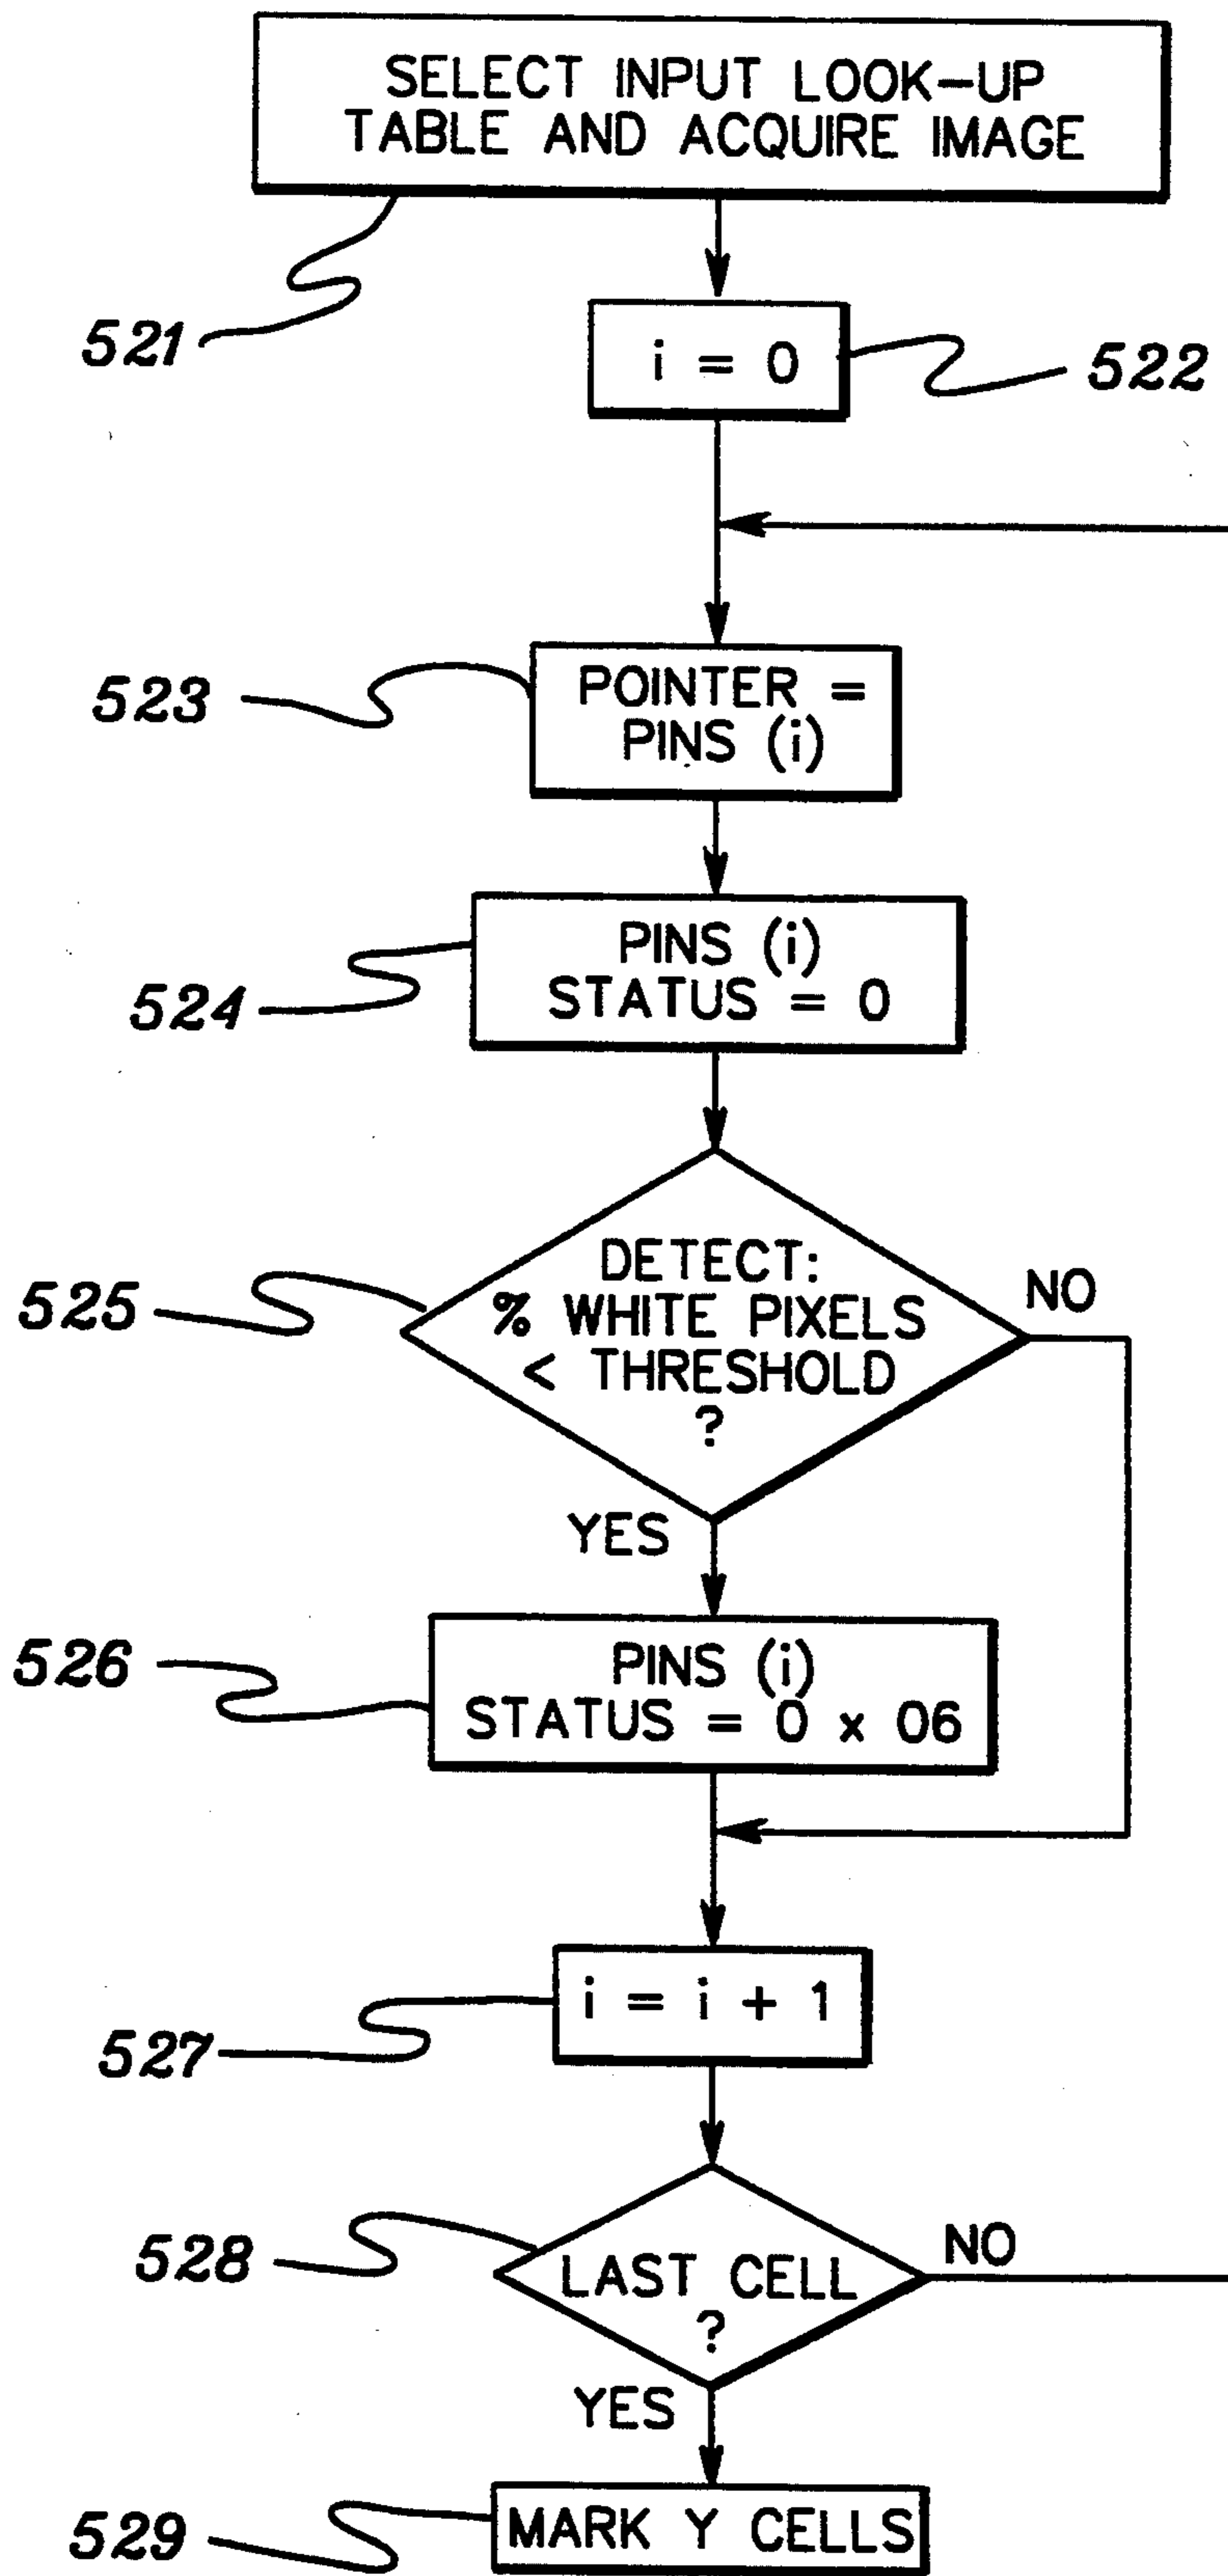 SELECT INPUT LOOK-UP
TABLE AND ACQUIRE IMAGE
521
i = 0
522
523
POINTER =
PINS (i)
524
PINS (i)
STATUS = 0
525
DETECT:
% WHITE PIXELS
< THRESHOLD
?
NO
YES
526
PINS (i)
STATUS = 0 x 06
527
i = i + 1
528
LAST CELL
?
NO
YES
529
MARK Y CELLS